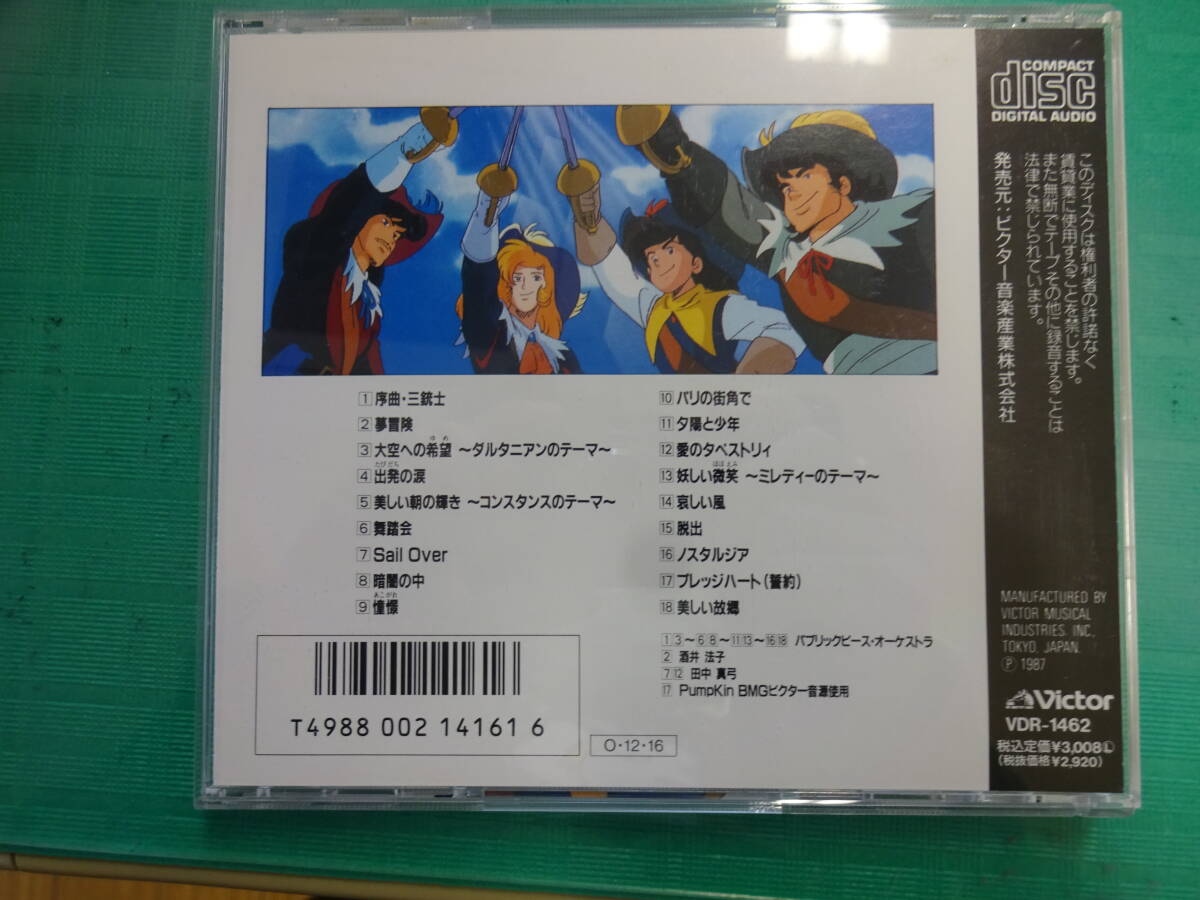 1 序曲・三銃士
2 夢冒険
3 大空への希望 ～ダルタニアンのテーマ～
ゆめ
4 出発の涙
たびだち
5 美しい朝の輝き ～コンスタンスのテーマ～
6 舞踏会
7 Sail Over
8 暗闇の中
9 憧憬
あこがれ
10 パリの街角で
11 夕陽と少年
12 愛のタペストリィ
13 妖しい微笑 ～ミレディーのテーマ～
ほほえみ
14 哀しい風
15 脱出
16 ノスタルジア
17 プレッジハート(誓約)
18 美しい故郷
1 3～6 8～11 13～16 18 パブリックピース・オーケストラ
2 酒井 法子
7 12 田中 真弓
17 PumpKin BMGビクター音源使用
T4988 002 14161 6
O・12・16
COMPACT
disc
DIGITAL AUDIO
このディスクは権利者の許諾なく
賃貸業に使用することを禁じます。
また無断でテープその他に録音することは
法律で禁じられています。
発売元：ビクター音楽産業株式会社
MANUFACTURED BY
VICTOR MUSICAL
INDUSTRIES, INC.,
TOKYO, JAPAN.
Ⓟ 1987
Victor
VDR-1462
税込定価¥3,008Ⓛ
(税抜価格¥2,920)